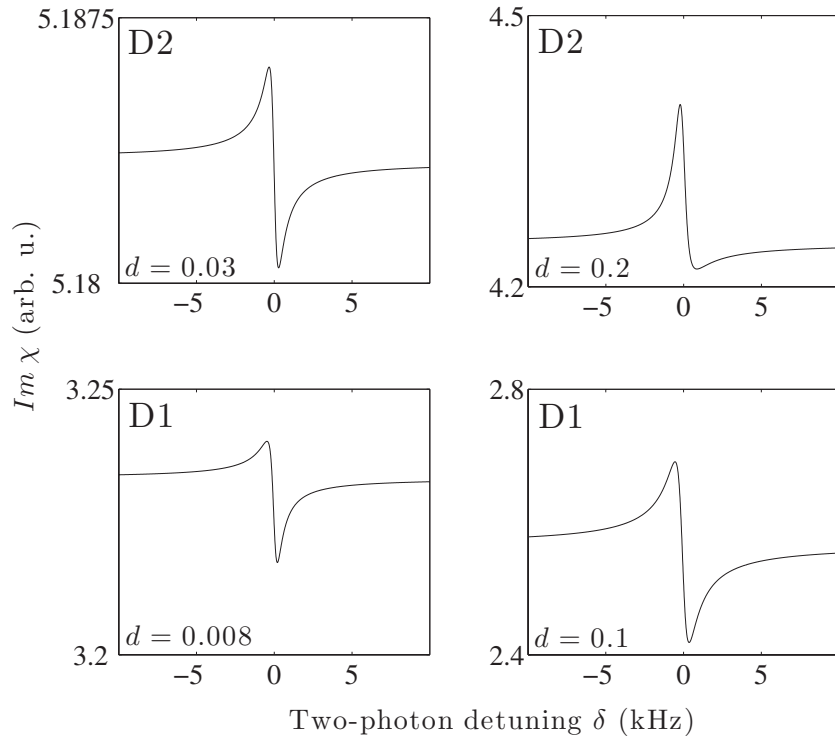 5.1875
D2
d = 0.03
5.18
−5 0 5
4.5
D2
d = 0.2
4.2
−5 0 5
Im χ (arb. u.)
3.25
D1
d = 0.008
3.2
−5 0 5
2.8
D1
d = 0.1
2.4
−5 0 5
Two-photon detuning δ (kHz)